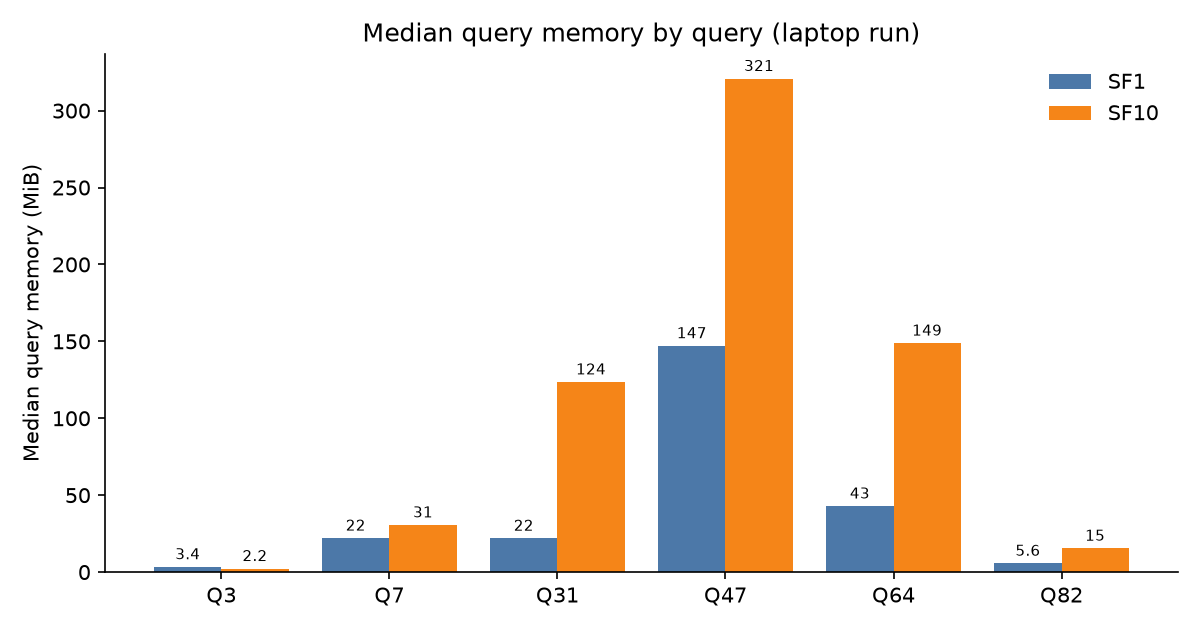 Median query memory by query (laptop run)
SF1
SF10
Median query memory (MiB)
300
250
200
150
100
50
0
3.4
2.2
22
31
22
124
147
321
43
149
5.6
15
Q3
Q7
Q31
Q47
Q64
Q82